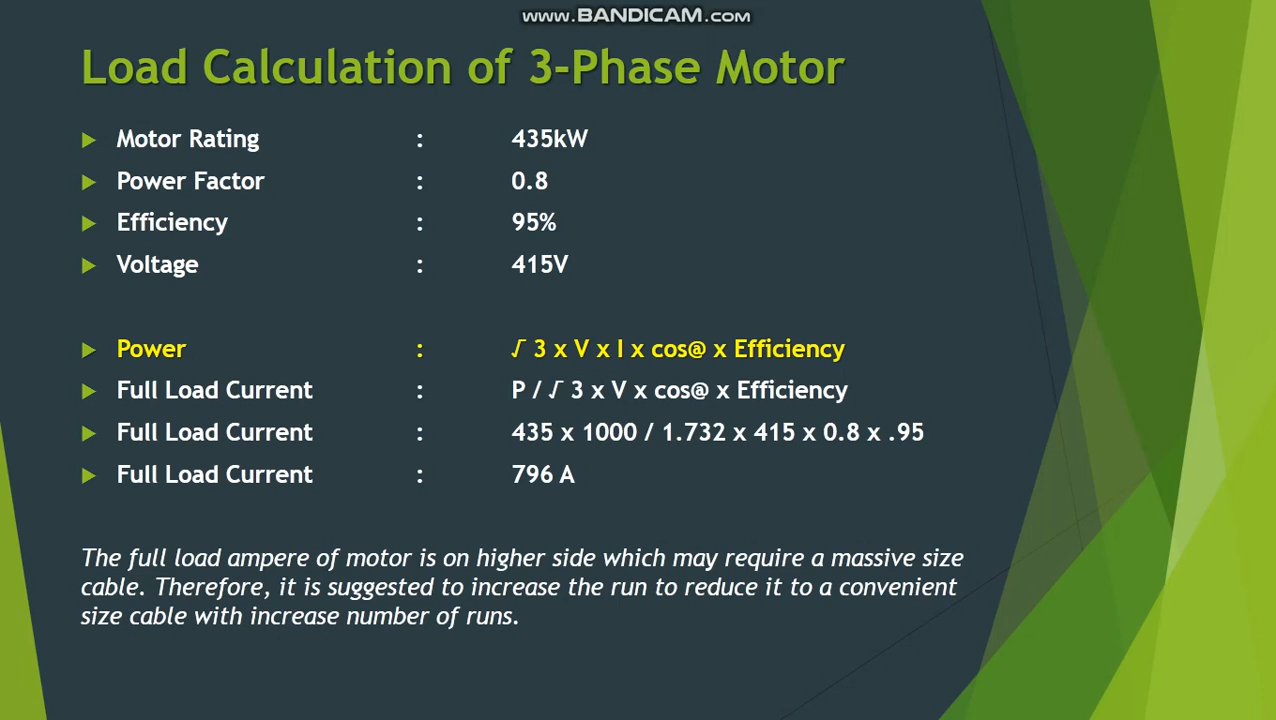 www.BANDICAM.com
Load Calculation of 3-Phase Motor
Motor Rating : 435kW
Power Factor : 0.8
Efficiency : 95%
Voltage : 415V
Power : √ 3 x V x I x cos@ x Efficiency
Full Load Current : P / √ 3 x V x cos@ x Efficiency
Full Load Current : 435 x 1000 / 1.732 x 415 x 0.8 x .95
Full Load Current : 796 A
The full load ampere of motor is on higher side which may require a massive size
cable. Therefore, it is suggested to increase the run to reduce it to a convenient
size cable with increase number of runs.